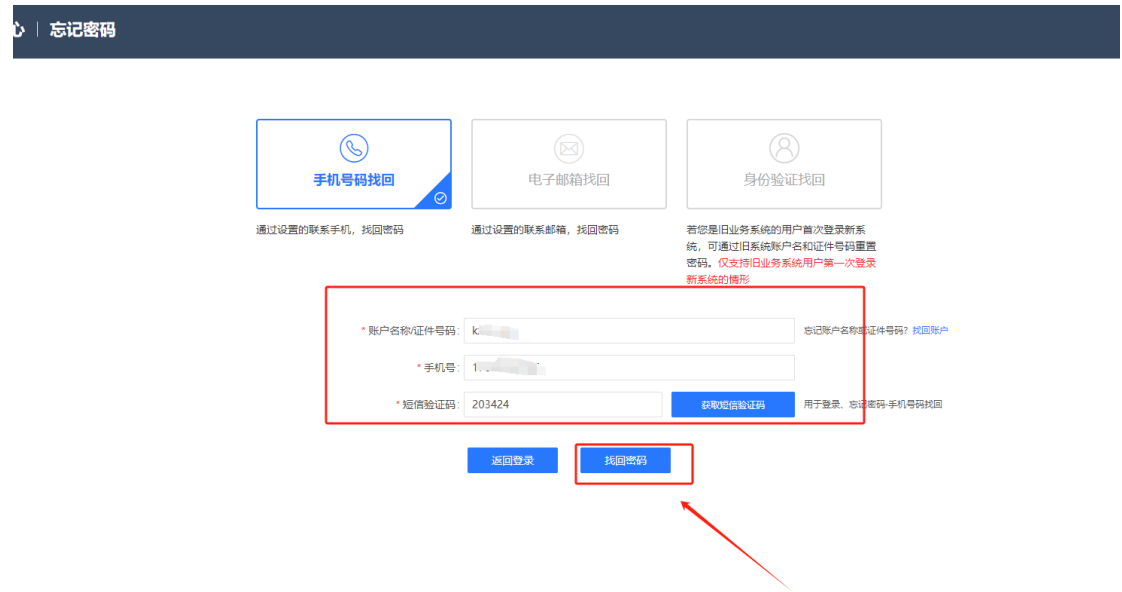 心 | 忘记密码
手机号码找回
电子邮箱找回
身份验证找回
通过设置的联系手机，找回密码
通过设置的联系邮箱，找回密码
若您是旧业务系统的用户首次登录新系
统，可通过旧系统账户名和证件号码重置
密码。仅支持旧业务系统用户第一次登录
新系统的情形
* 账户名称/证件号码:
忘记账户名称或证件号码? 找回账户
* 手机号:
* 短信验证码: 203424
获取短信验证码
用于登录、忘记密码-手机号码找回
返回登录
找回密码